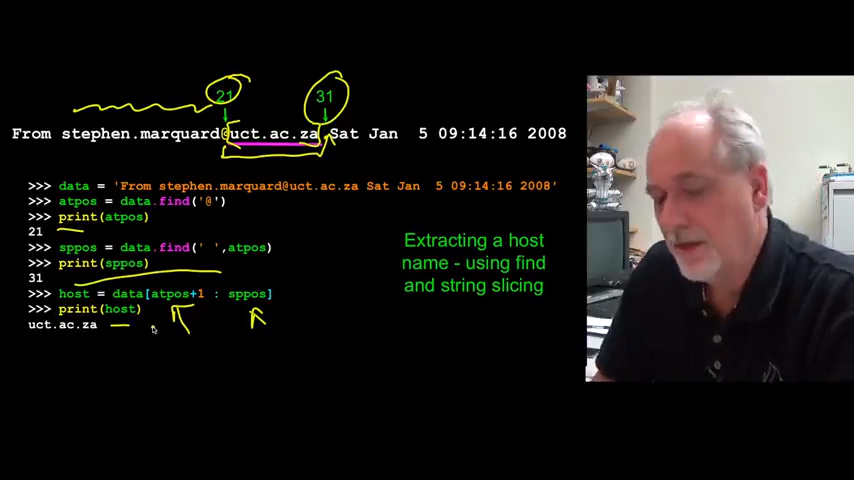 21 31
From stephen.marquard@uct.ac.za Sat Jan  5 09:14:16 2008
>>> data = 'From stephen.marquard@uct.ac.za Sat Jan  5 09:14:16 2008'
>>> atpos = data.find('@')
>>> print(atpos)
21
>>> sppos = data.find(' ',atpos)
>>> print(sppos)
31
>>> host = data[atpos+1 : sppos]
>>> print(host)
uct.ac.za
Extracting a host
name - using find
and string slicing